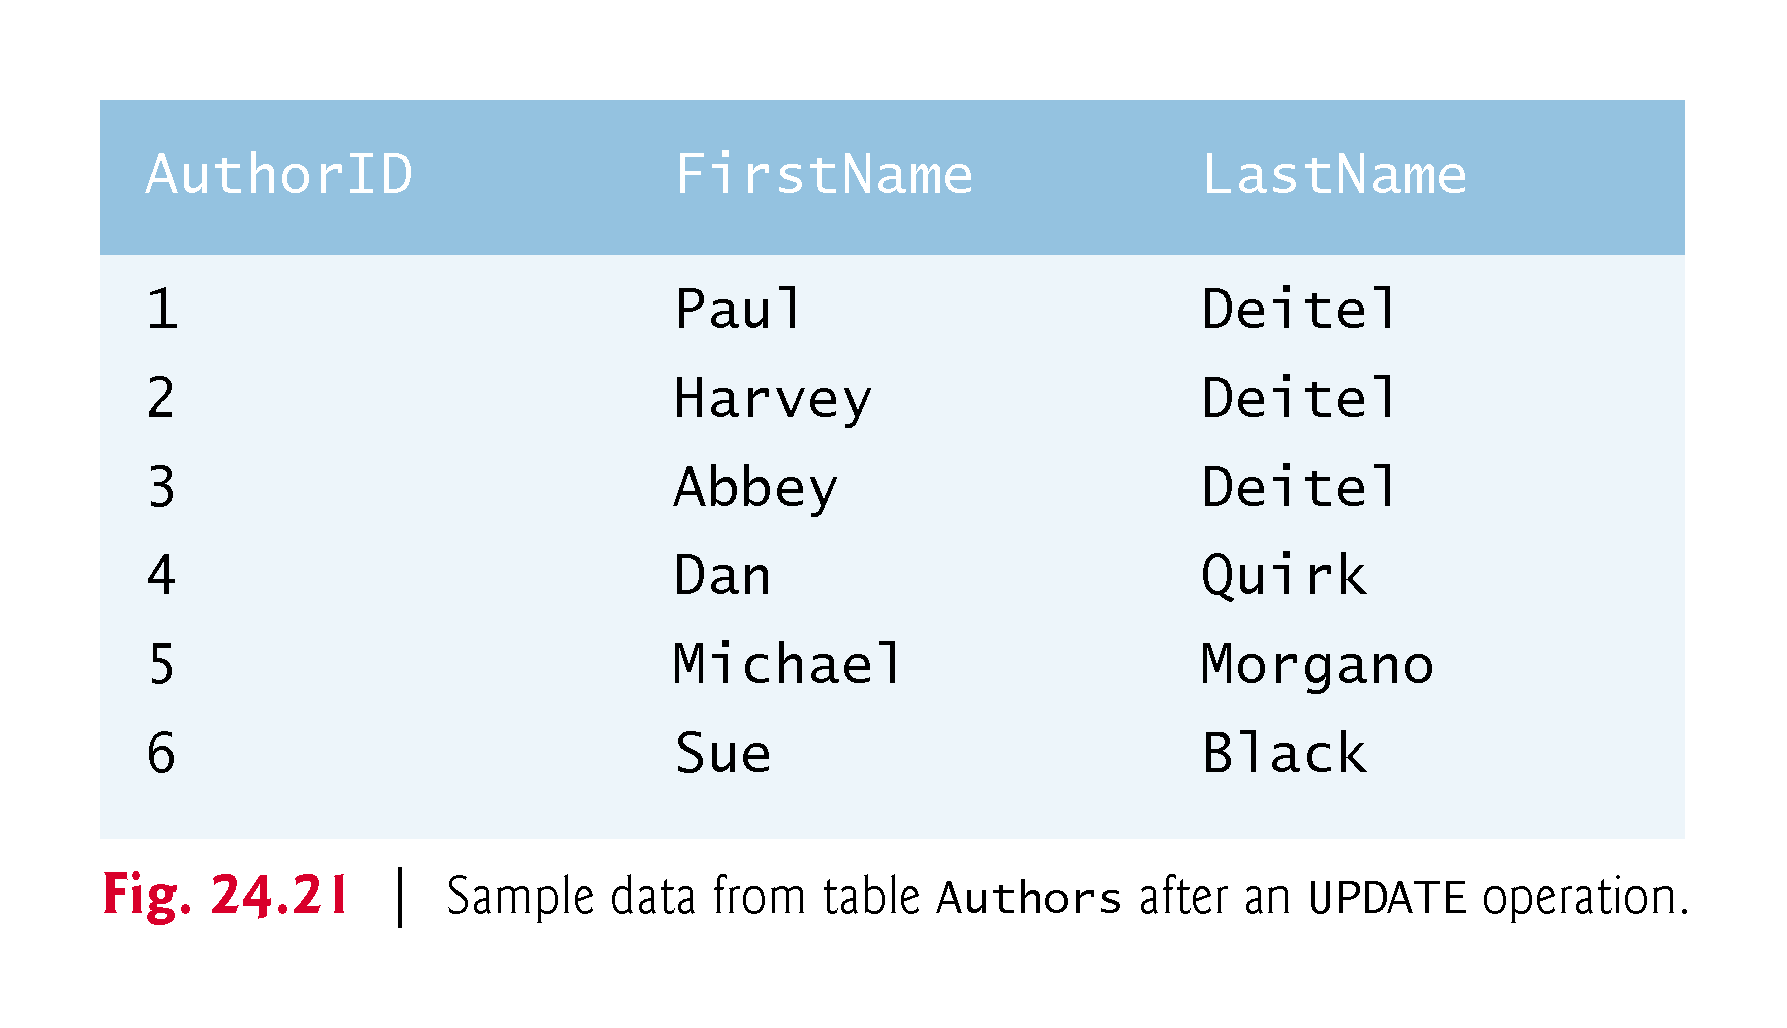 AuthorID FirstName LastName
1 Paul Deitel
2 Harvey Deitel
3 Abbey Deitel
4 Dan Quirk
5 Michael Morgano
6 Sue Black
Fig. 24.21 | Sample data from table Authors after an UPDATE operation.